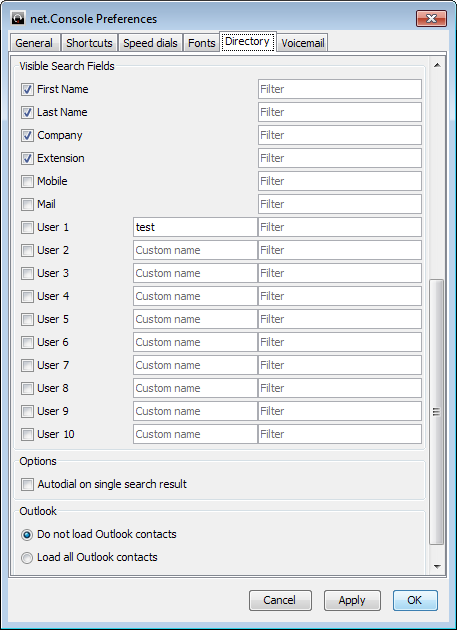 net.Console Preferences
General Shortcuts Speed dials Fonts Directory Voicemail
Visible Search Fields
First Name Filter
Last Name Filter
Company Filter
Extension Filter
Mobile Filter
Mail Filter
User 1 test Filter
User 2 Custom name Filter
User 3 Custom name Filter
User 4 Custom name Filter
User 5 Custom name Filter
User 6 Custom name Filter
User 7 Custom name Filter
User 8 Custom name Filter
User 9 Custom name Filter
User 10 Custom name Filter
Options
Autodial on single search result
Outlook
Do not load Outlook contacts
Load all Outlook contacts
Cancel Apply OK